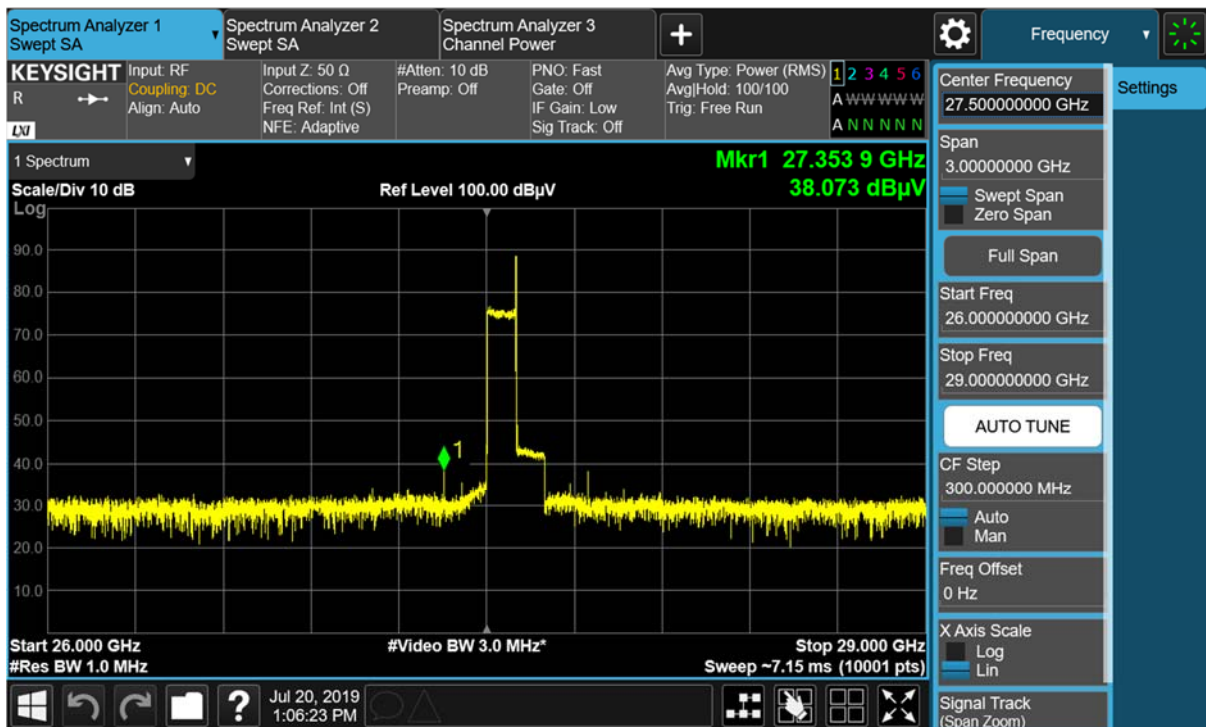 Spectrum Analyzer 1
Swept SA
Spectrum Analyzer 2
Swept SA
Spectrum Analyzer 3
Channel Power
+
Frequency
KEYSIGHT
R
LXI
Input: RF
Coupling: DC
Align: Auto
Input Z: 50 Ω
Corrections: Off
Freq Ref: Int (S)
NFE: Adaptive
#Atten: 10 dB
Preamp: Off
PNO: Fast
Gate: Off
IF Gain: Low
Sig Track: Off
Avg Type: Power (RMS)
Avg|Hold: 100/100
Trig: Free Run
1 2 3 4 5 6
A W W W W W
A N N N N N
1 Spectrum
Scale/Div 10 dB
Ref Level 100.00 dBµV
Mkr1 27.353 9 GHz
38.073 dBµV
Log
90.0
80.0
70.0
60.0
50.0
40.0
30.0
20.0
10.0
1
Start 26.000 GHz
#Res BW 1.0 MHz
#Video BW 3.0 MHz*
Stop 29.000 GHz
Sweep ~7.15 ms (10001 pts)
Center Frequency
27.500000000 GHz
Settings
Span
3.00000000 GHz
Swept Span
Zero Span
Full Span
Start Freq
26.000000000 GHz
Stop Freq
29.000000000 GHz
AUTO TUNE
CF Step
300.000000 MHz
Auto
Man
Freq Offset
0 Hz
X Axis Scale
Log
Lin
Signal Track
(Span Zoom)
?
Jul 20, 2019
1:06:23 PM